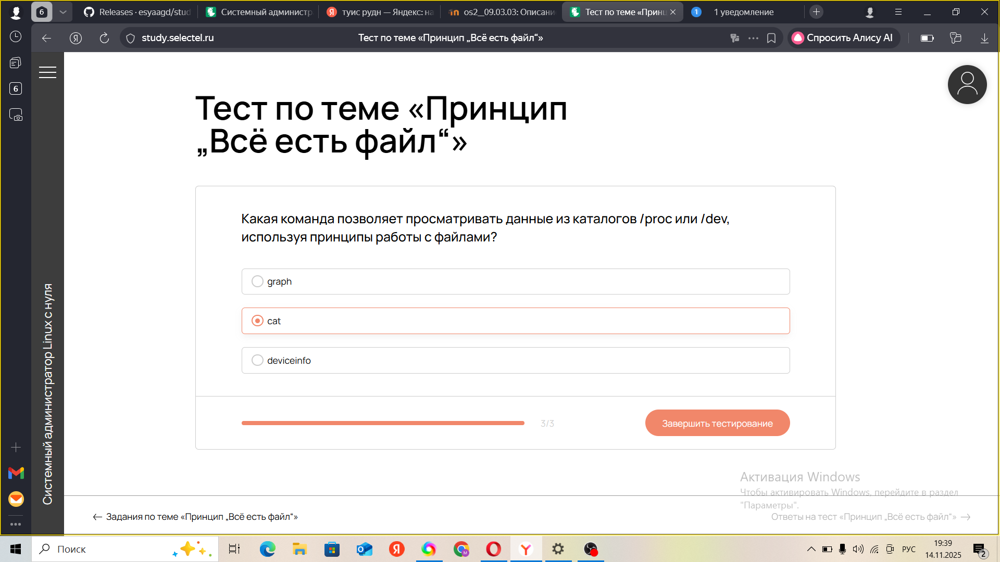 6
Releases · esyaagd/stud
Системный администр
туис рудн — Яндекс: на
os2__09.03.03: Описани
Тест по теме «Принц
1
1 уведомление
study.selectel.ru
Тест по теме «Принцип „Всё есть файл“»
Спросить Алису AI
6
Системный администратор Linux с нуля
Тест по теме «Принцип
„Всё есть файл“»
Какая команда позволяет просматривать данные из каталогов /proc или /dev,
используя принципы работы с файлами?
graph
cat
deviceinfo
3/3
Завершить тестирование
Активация Windows
Чтобы активировать Windows, перейдите в раздел
"Параметры".
← Задания по теме «Принцип „Всё есть файл“»
Ответы на тест «Принцип „Всё есть файл“» →
Поиск
РУС
19:39
14.11.2025
2